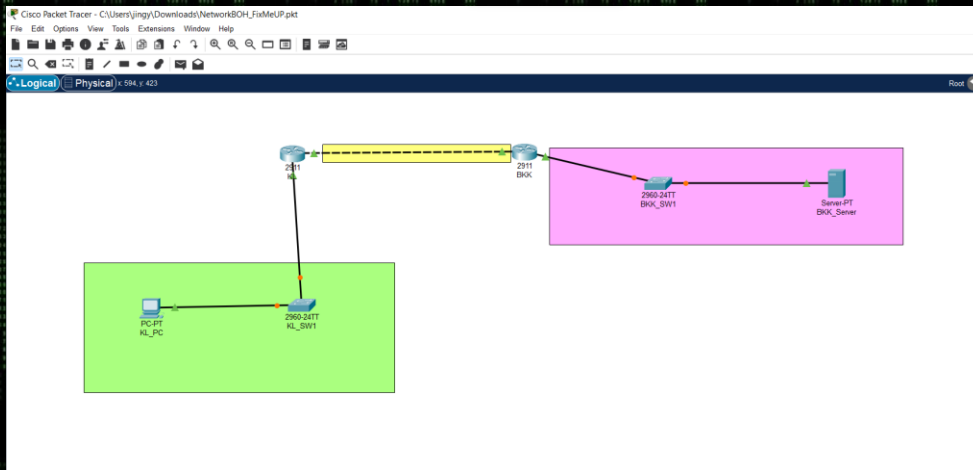 Cisco Packet Tracer - C:\Users\jingy\Downloads\NetworkBOH_FixMeUP.pkt
File Edit Options View Tools Extensions Window Help
Logical Physical x: 594, y: 423 Root
2911
2911
BKK
2960-24TT
BKK_SW1
Server-PT
BKK_Server
PC-PT
KL_PC
2960-24TT
KL_SW1